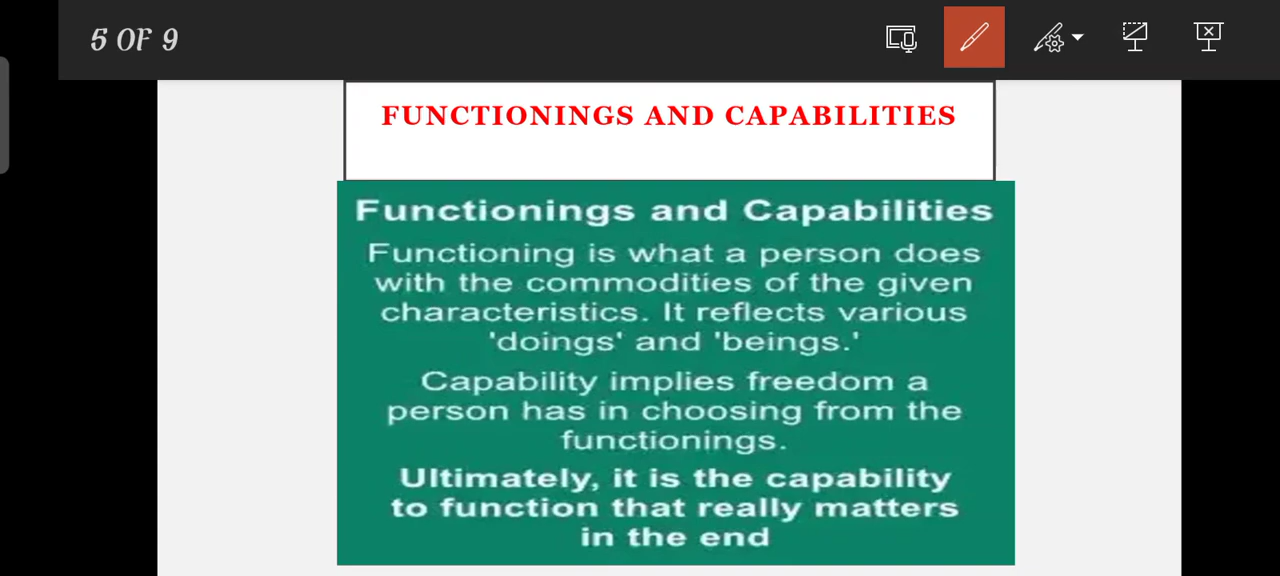 5 OF 9
FUNCTIONINGS AND CAPABILITIES
Functionings and Capabilities
Functioning is what a person does
with the commodities of the given
characteristics. It reflects various
'doings' and 'beings.'
Capability implies freedom a
person has in choosing from the
functionings.
Ultimately, it is the capability
to function that really matters
in the end